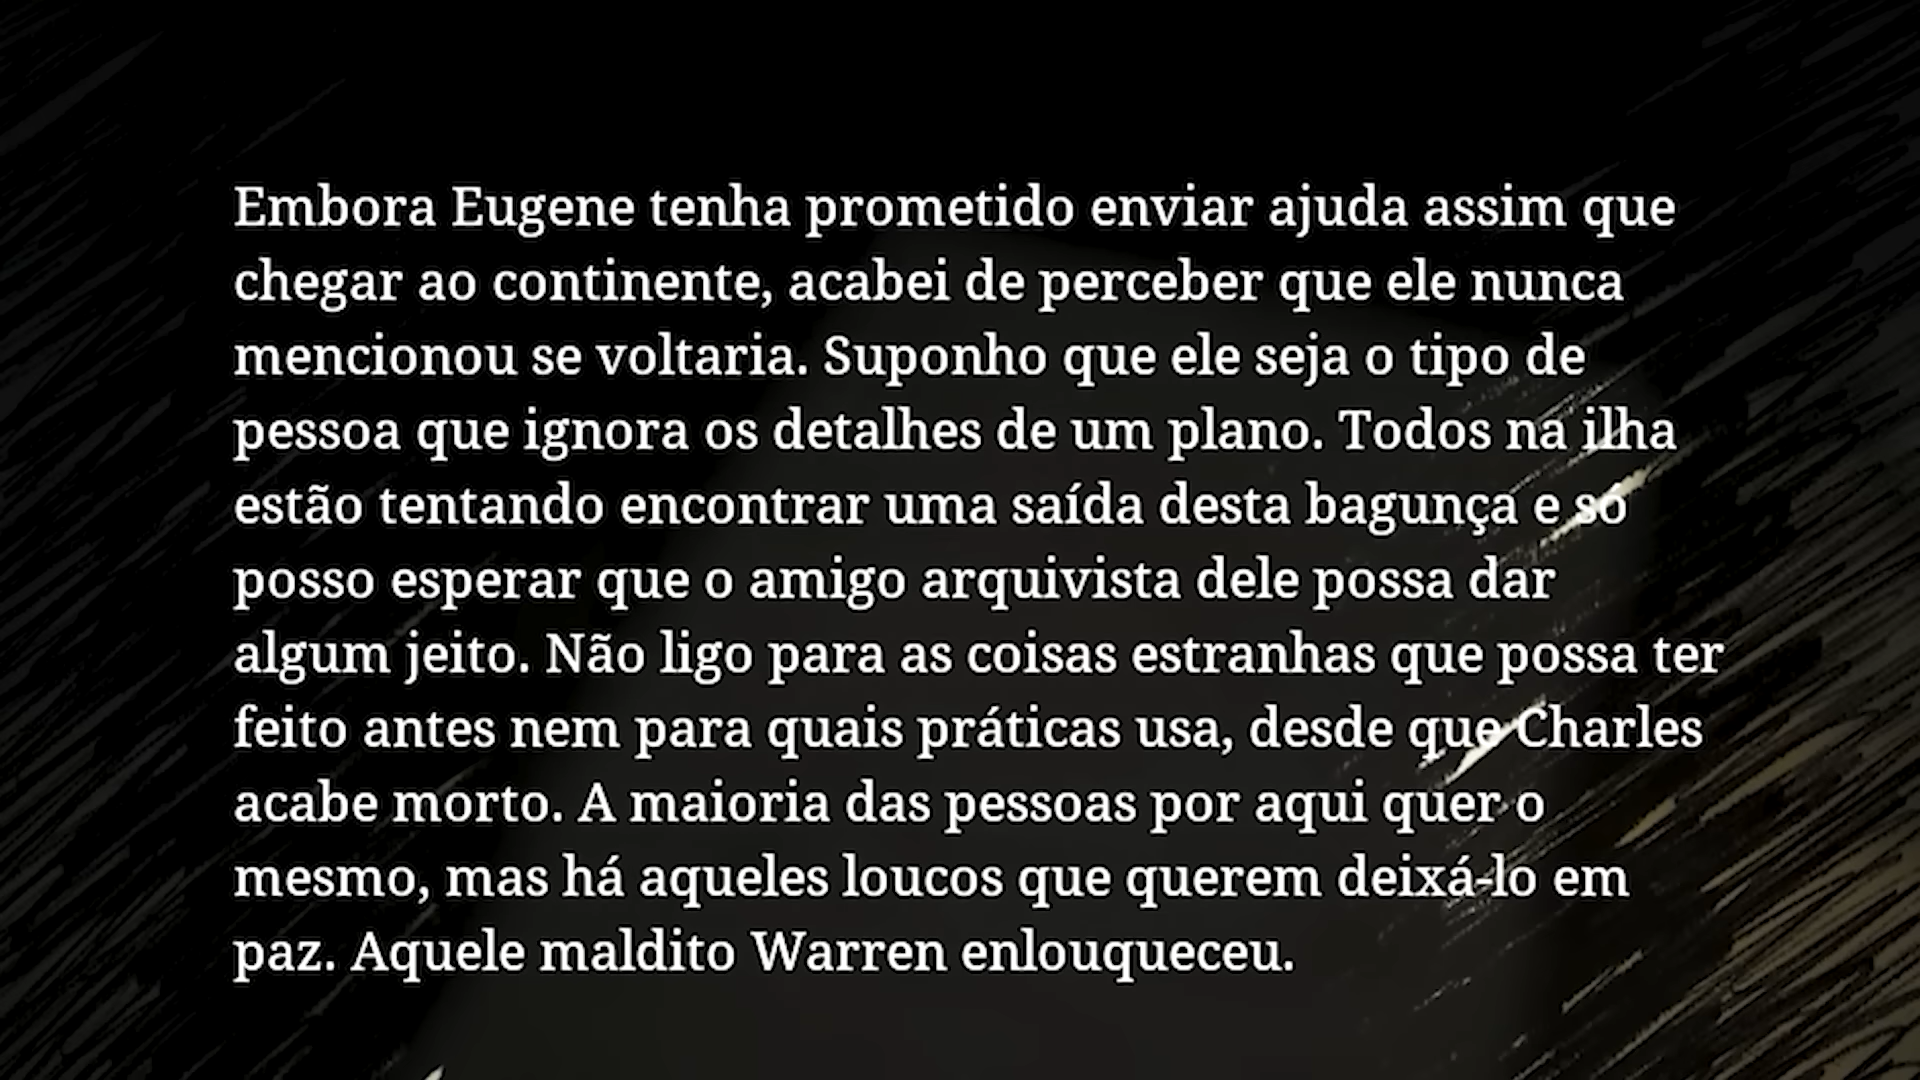 Embora Eugene tenha prometido enviar ajuda assim que
chegar ao continente, acabei de perceber que ele nunca
mencionou se voltaria. Suponho que ele seja o tipo de
pessoa que ignora os detalhes de um plano. Todos na ilha
estão tentando encontrar uma saída desta bagunça e só
posso esperar que o amigo arquivista dele possa dar
algum jeito. Não ligo para as coisas estranhas que possa ter
feito antes nem para quais práticas usa, desde que Charles
acabe morto. A maioria das pessoas por aqui quer o
mesmo, mas há aqueles loucos que querem deixá-lo em
paz. Aquele maldito Warren enlouqueceu.